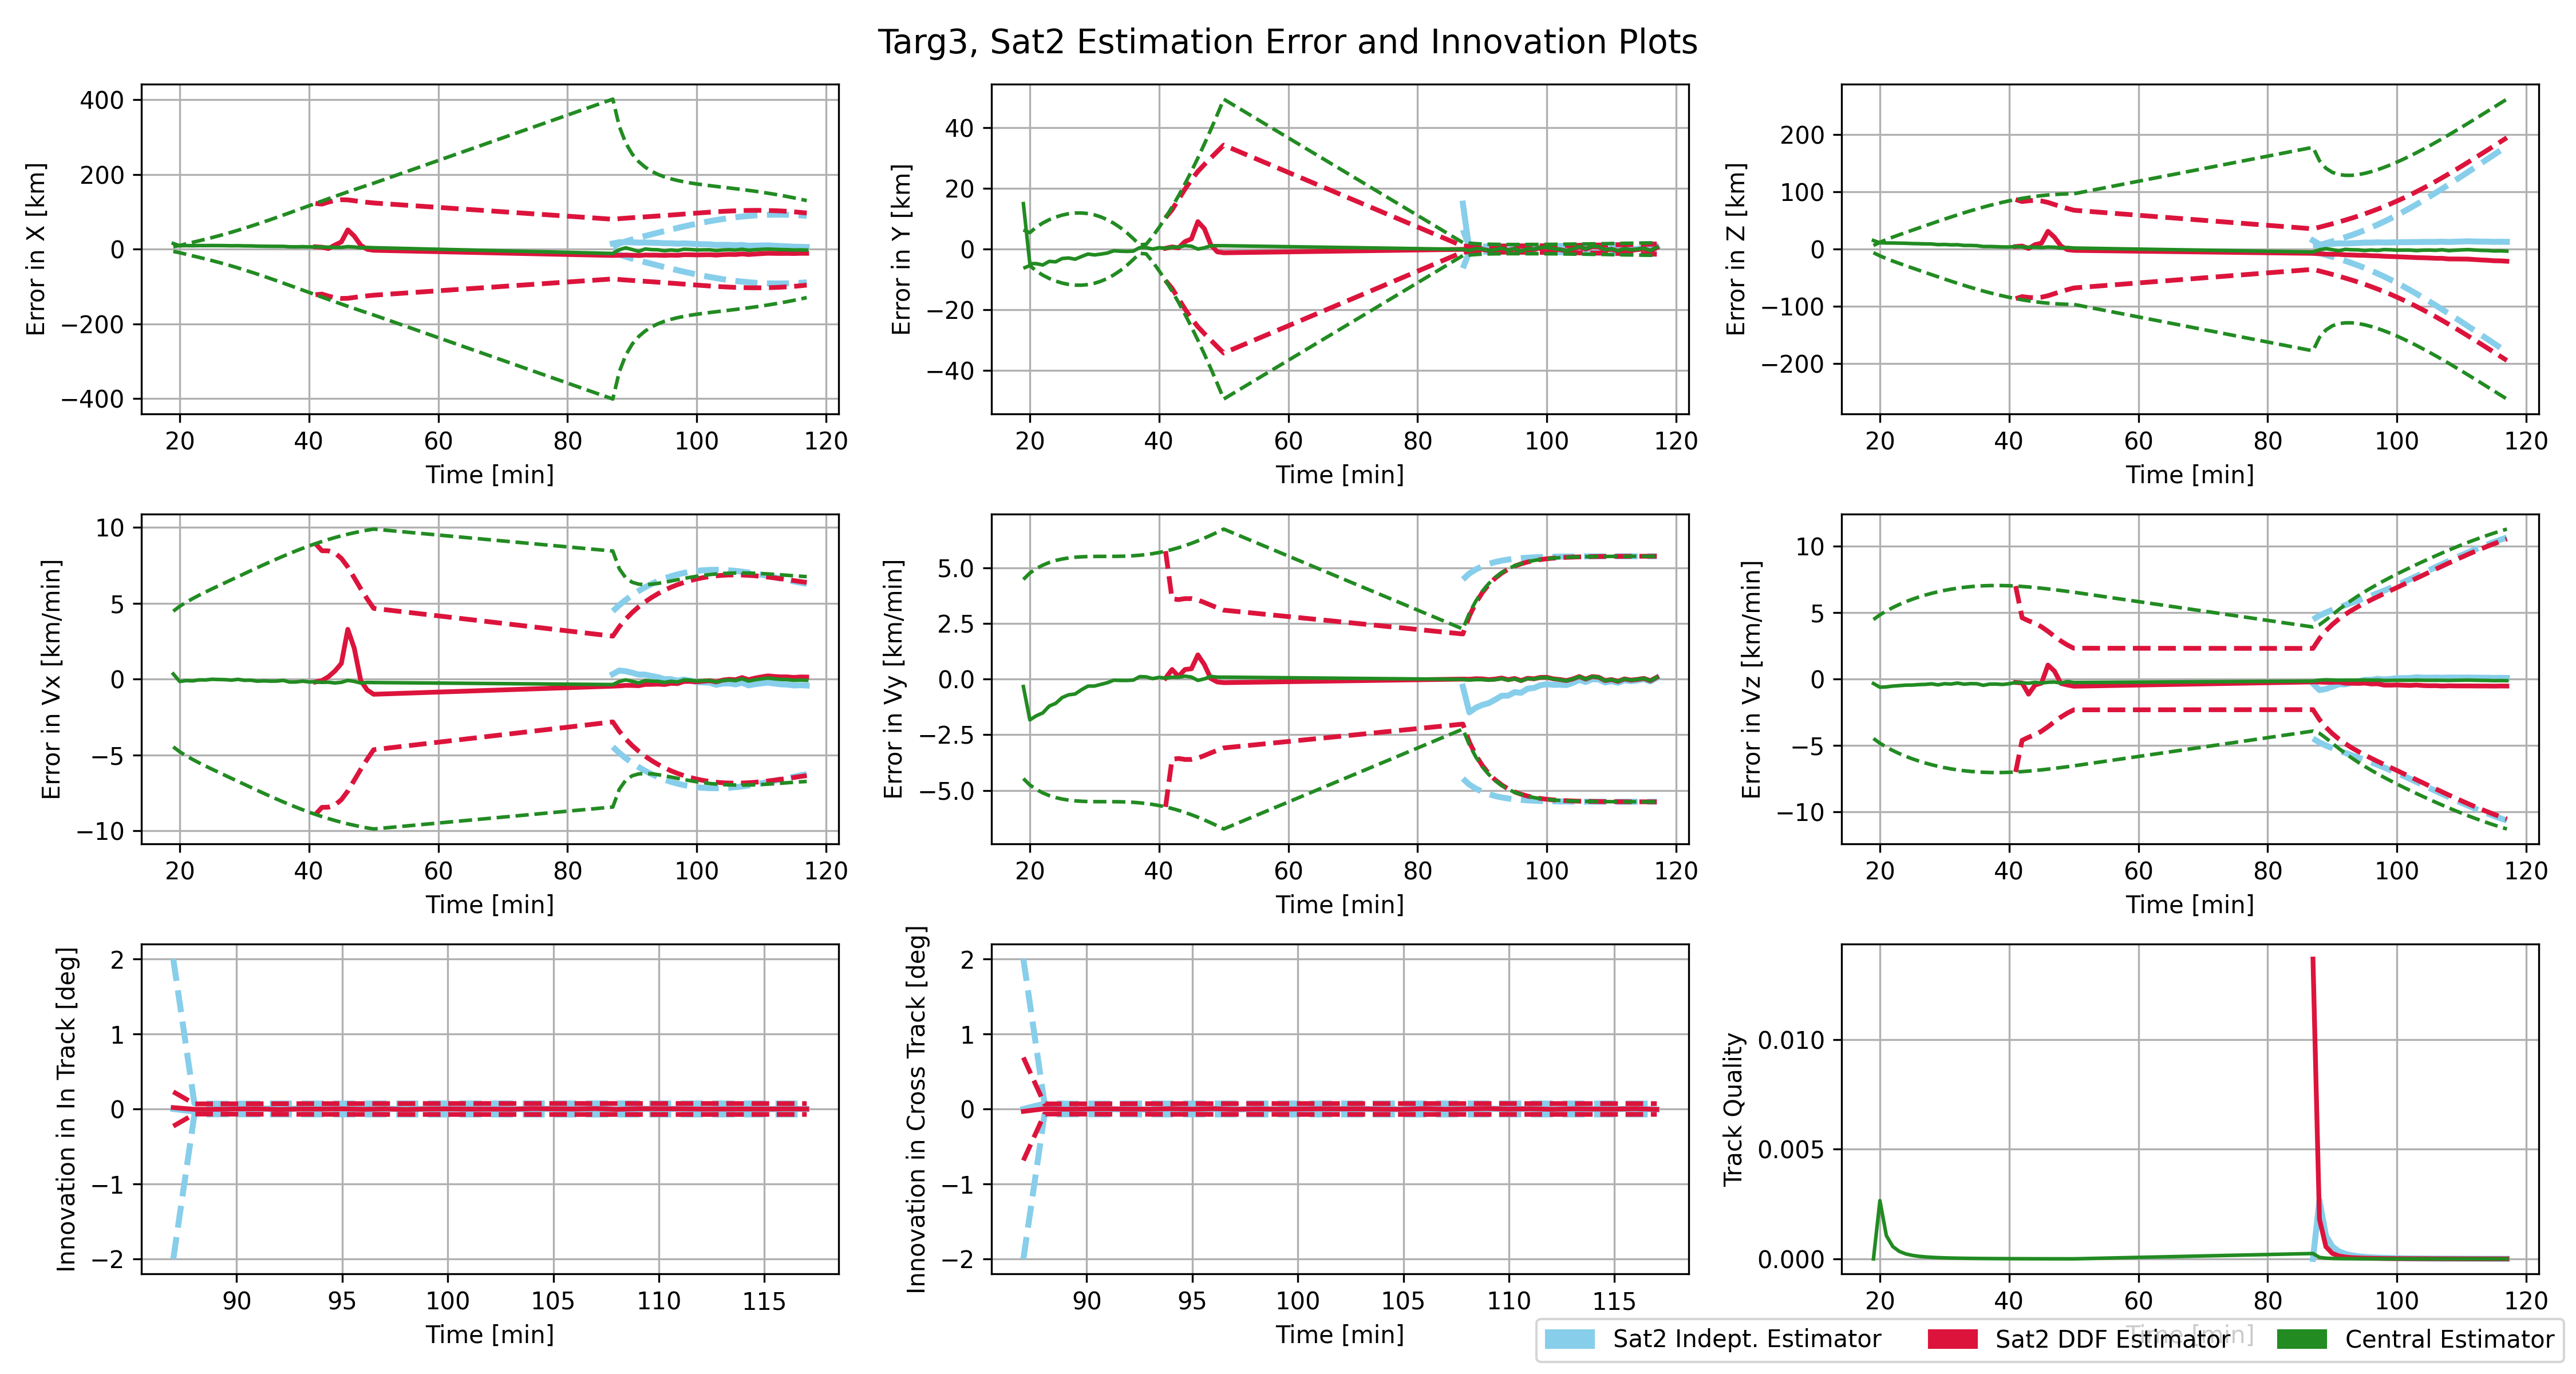 Targ3, Sat2 Estimation Error and Innovation Plots
Error in X [km]
400
200
0
−200
−400
20 40 60 80 100 120
Time [min]
Error in Y [km]
40
20
0
−20
−40
20 40 60 80 100 120
Time [min]
Error in Z [km]
200
100
0
−100
−200
20 40 60 80 100 120
Time [min]
Error in Vx [km/min]
10
5
0
−5
−10
20 40 60 80 100 120
Time [min]
Error in Vy [km/min]
5.0
2.5
0.0
−2.5
−5.0
20 40 60 80 100 120
Time [min]
Error in Vz [km/min]
10
5
0
−5
−10
20 40 60 80 100 120
Time [min]
Innovation in In Track [deg]
2
1
0
−1
−2
90 95 100 105 110 115
Time [min]
Innovation in Cross Track [deg]
2
1
0
−1
−2
90 95 100 105 110 115
Time [min]
Track Quality
0.010
0.005
0.000
20 40 60 80 100 120
Time [min]
Sat2 Indept. Estimator Sat2 DDF Estimator Central Estimator